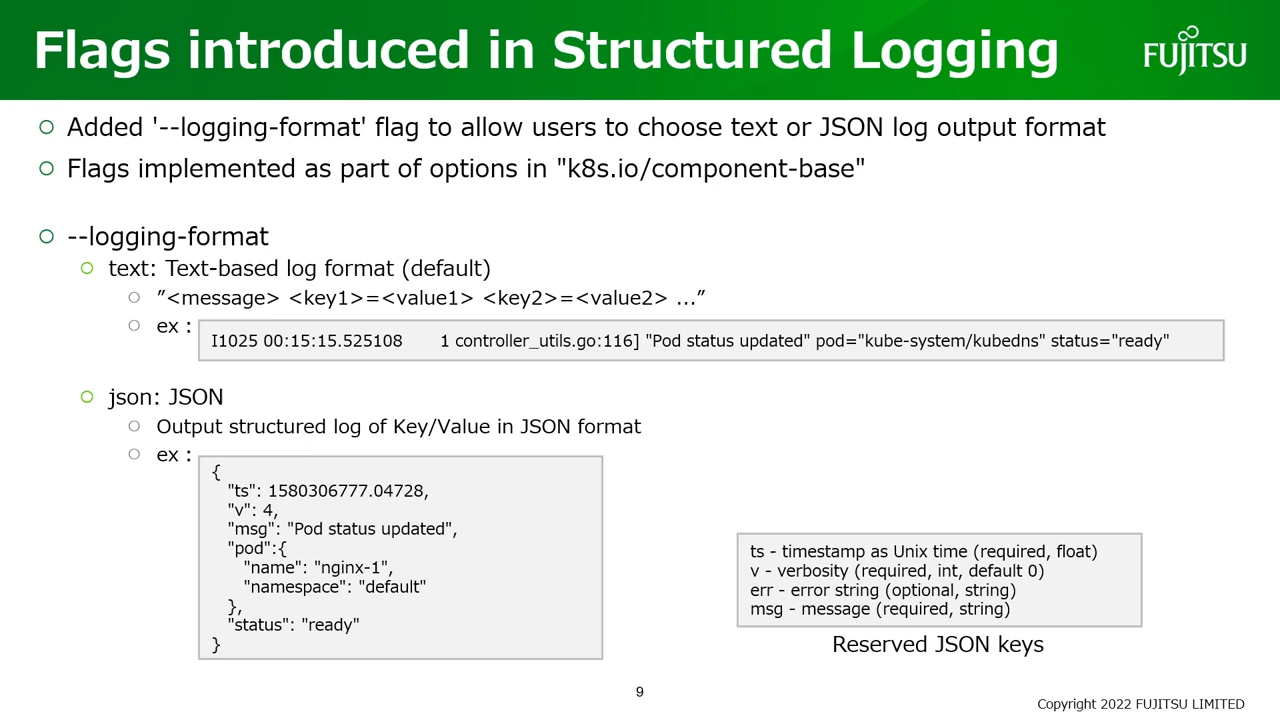 Flags introduced in Structured Logging
FUJITSU
Added '--logging-format' flag to allow users to choose text or JSON log output format
Flags implemented as part of options in "k8s.io/component-base"
--logging-format
text: Text-based log format (default)
”<message> <key1>=<value1> <key2>=<value2> ...”
ex :
I1025 00:15:15.525108 1 controller_utils.go:116] "Pod status updated" pod="kube-system/kubedns" status="ready"
json: JSON
Output structured log of Key/Value in JSON format
ex :
{
"ts": 1580306777.04728,
"v": 4,
"msg": "Pod status updated",
"pod":{
"name": "nginx-1",
"namespace": "default"
},
"status": "ready"
}
ts - timestamp as Unix time (required, float)
v - verbosity (required, int, default 0)
err - error string (optional, string)
msg - message (required, string)
Reserved JSON keys
9
Copyright 2022 FUJITSU LIMITED